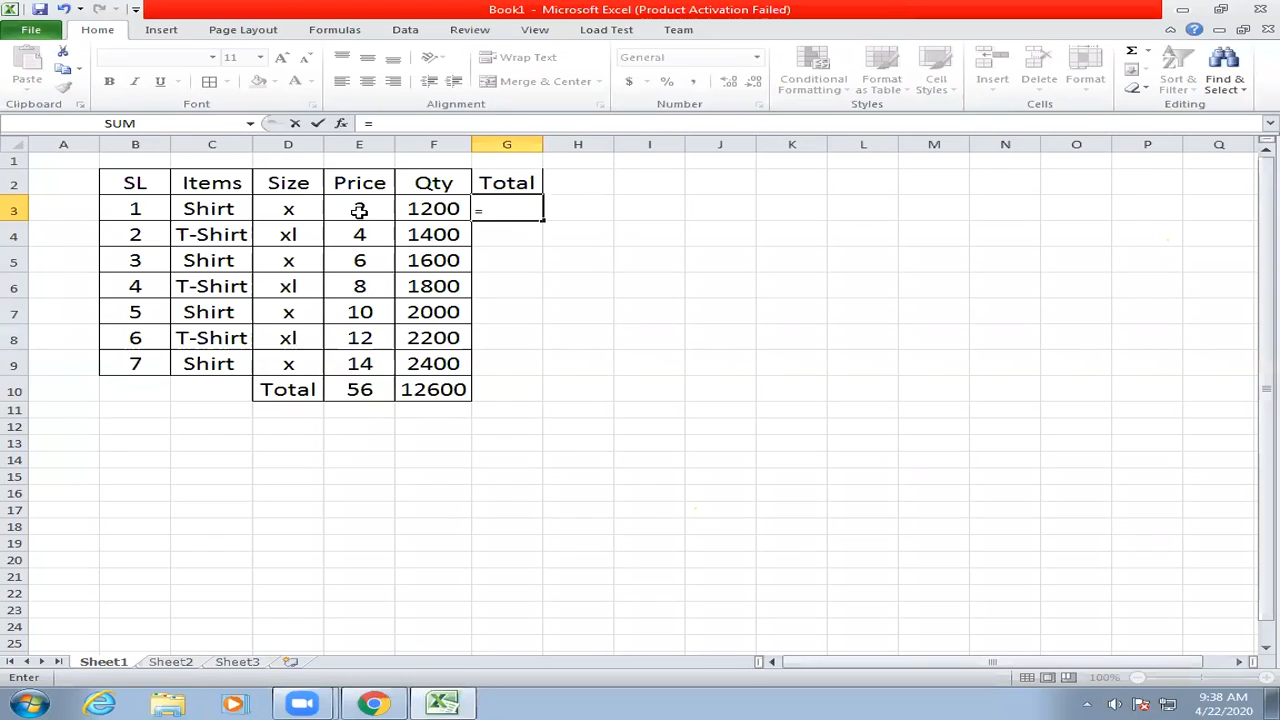 Book1 - Microsoft Excel (Product Activation Failed)
File Home Insert Page Layout Formulas Data Review View Load Test Team
Paste 11 A A Wrap Text General Conditional Formatting Format as Table Cell Styles Insert Delete Format Sort & Filter Find & Select
B I U A Merge & Center $ % ,
Clipboard Font Alignment Number Styles Cells Editing
SUM fx =
A B C D E F G H I J K L M N O P Q
1
2 SL Items Size Price Qty Total
3 1 Shirt x 1200 =
4 2 T-Shirt xl 4 1400
5 3 Shirt x 6 1600
6 4 T-Shirt xl 8 1800
7 5 Shirt x 10 2000
8 6 T-Shirt xl 12 2200
9 7 Shirt x 14 2400
10 Total 56 12600
11
12
13
14
15
16
17
18
19
20
21
22
23
24
25
Sheet1 Sheet2 Sheet3
Enter 100%
9:38 AM
4/22/2020